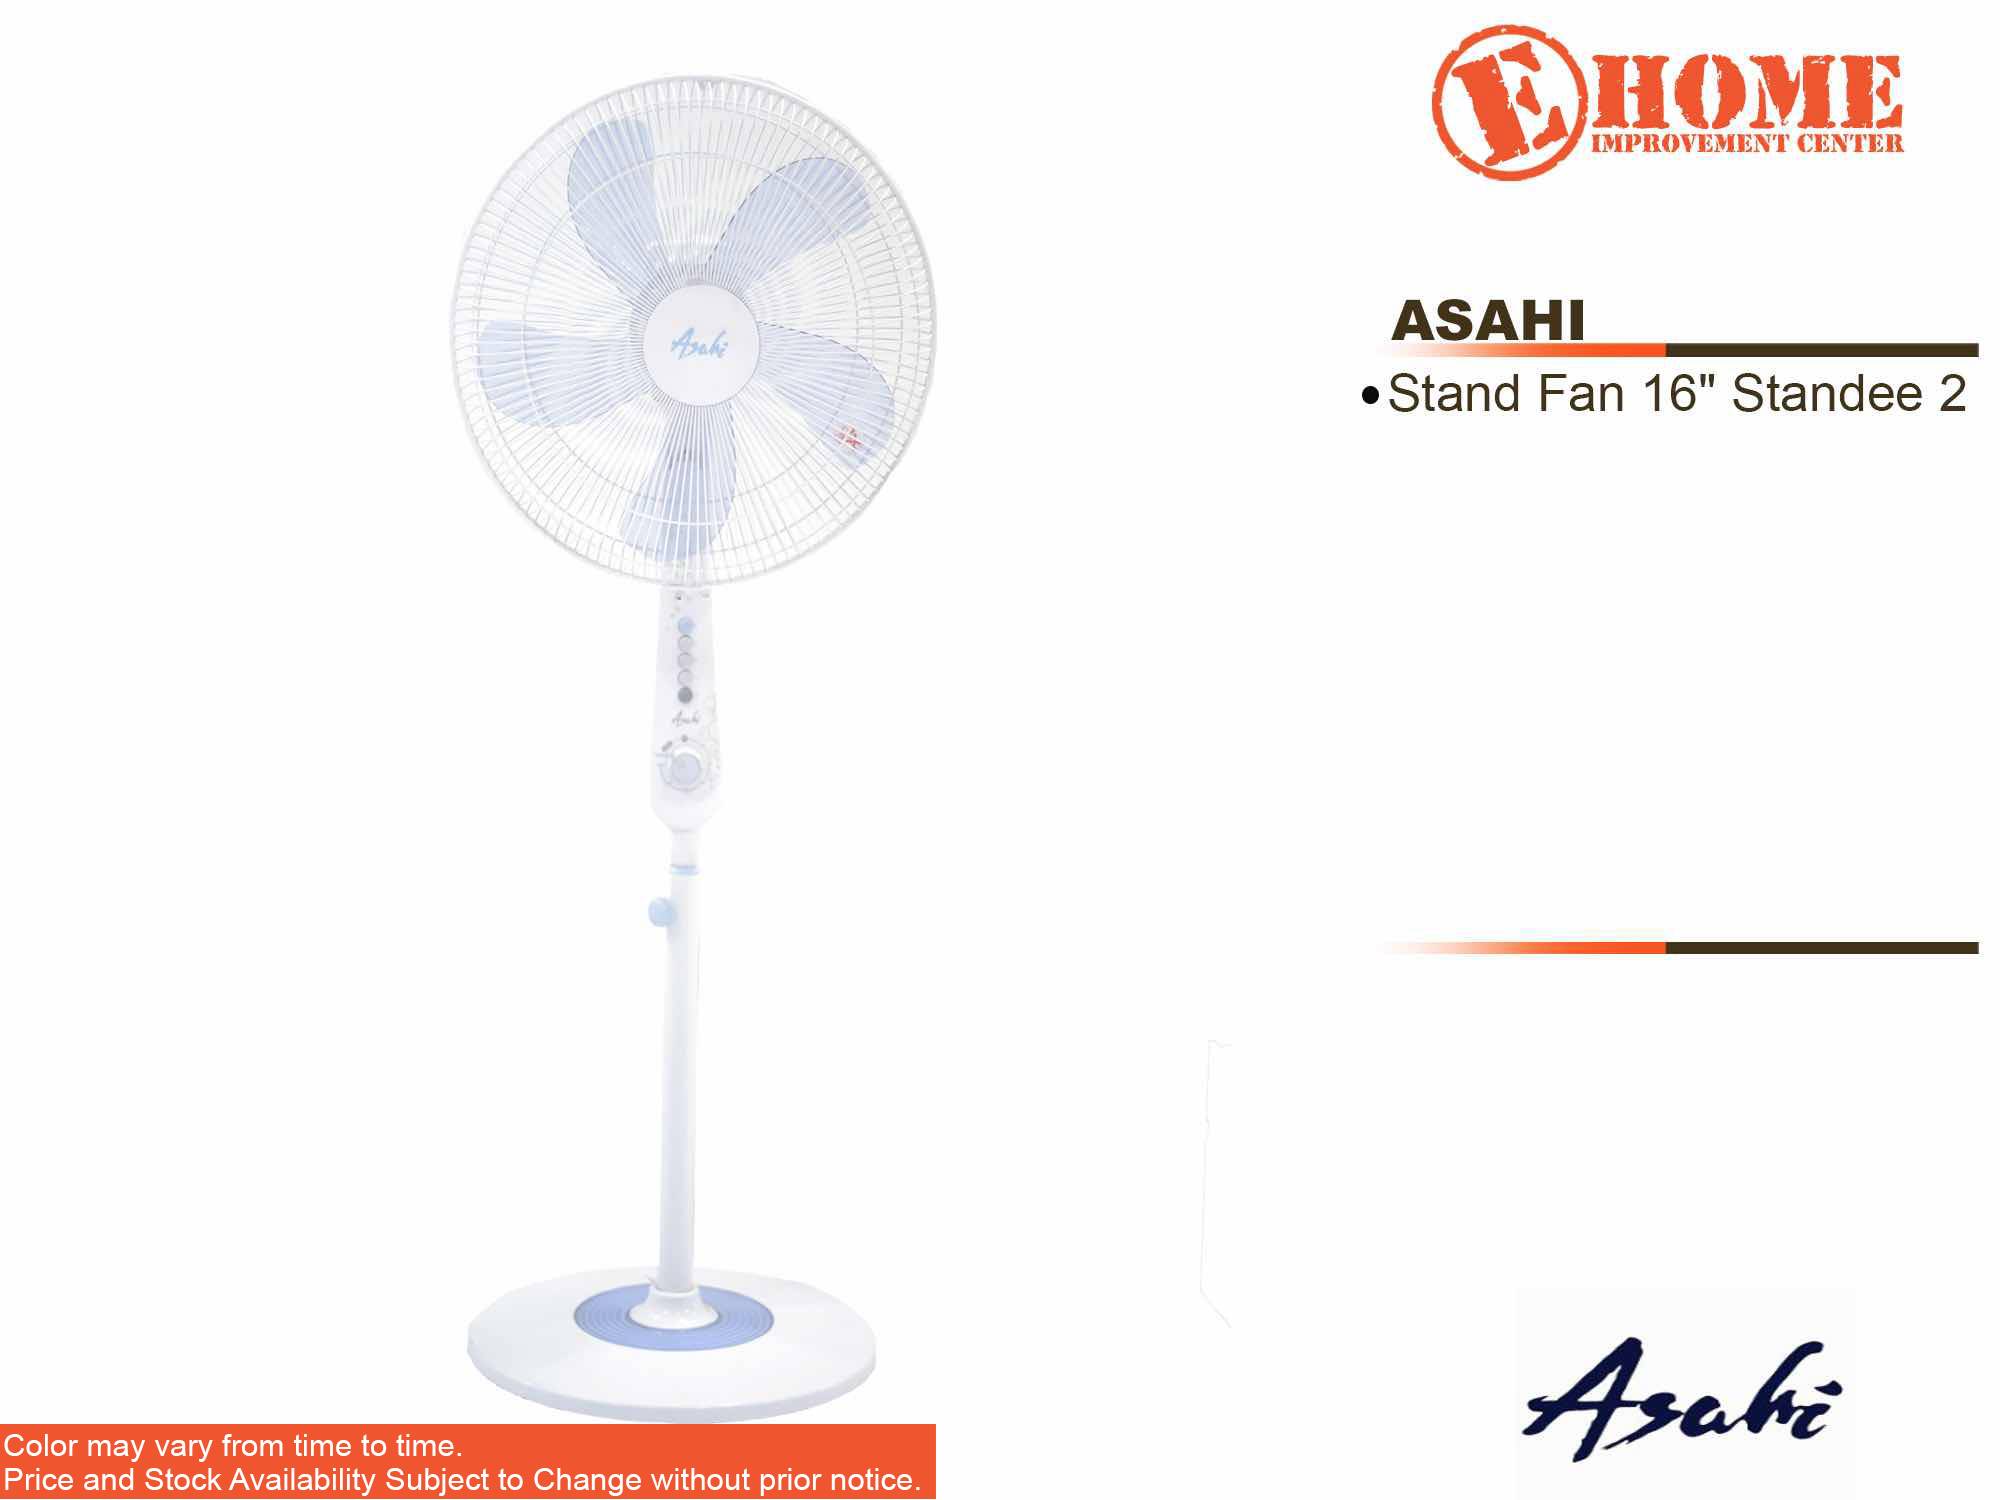 E HOME
IMPROVEMENT CENTER
ASAHI
•Stand Fan 16" Standee 2
Asahi
Asahi
Asahi
Color may vary from time to time.
Price and Stock Availability Subject to Change without prior notice.